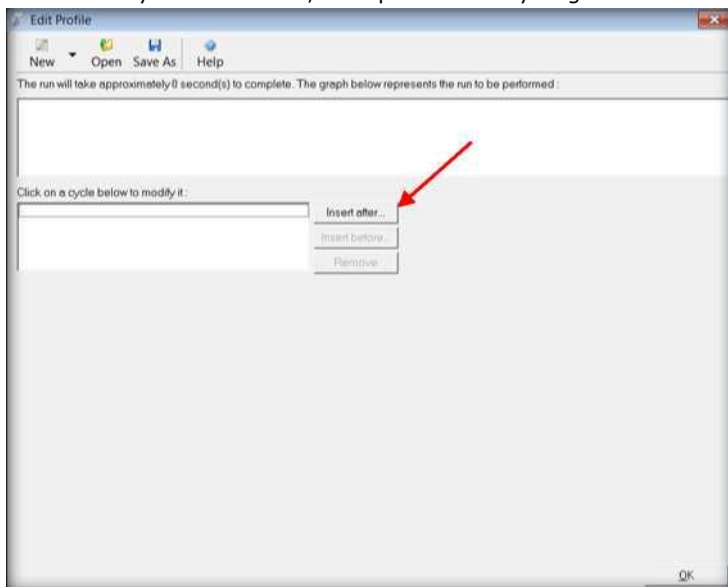 Edit Profile
New Open Save As Help
The run will take approximately 0 second(s) to complete. The graph below represents the run to be performed :
Click on a cycle below to modify it :
Insert after...
Insert before...
Remove
OK